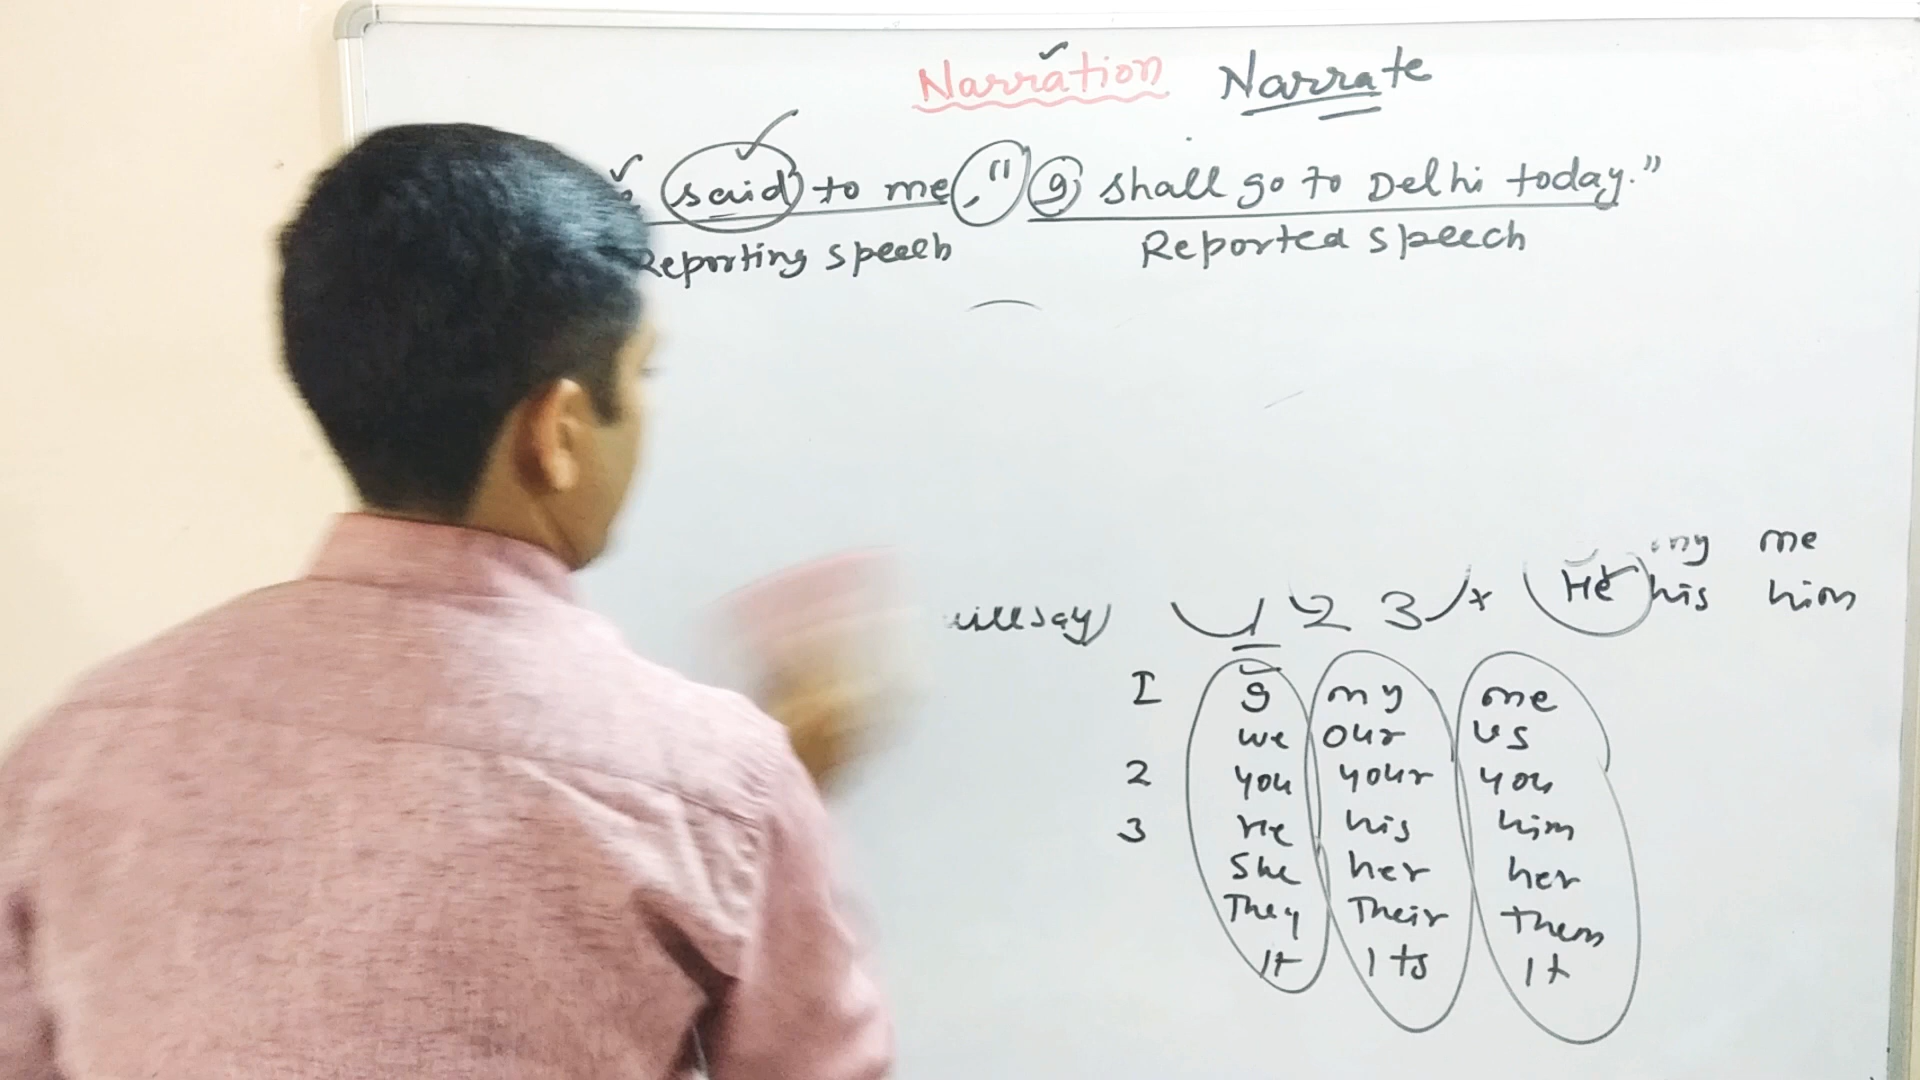 Narration Narrate
said to me, "I shall go to Delhi today."
Reporting speech Reported speech
my me
say 1 2 3 × He his him
I I my me
we our us
2 you your you
3 He his him
She her her
They Their Them
It Its It